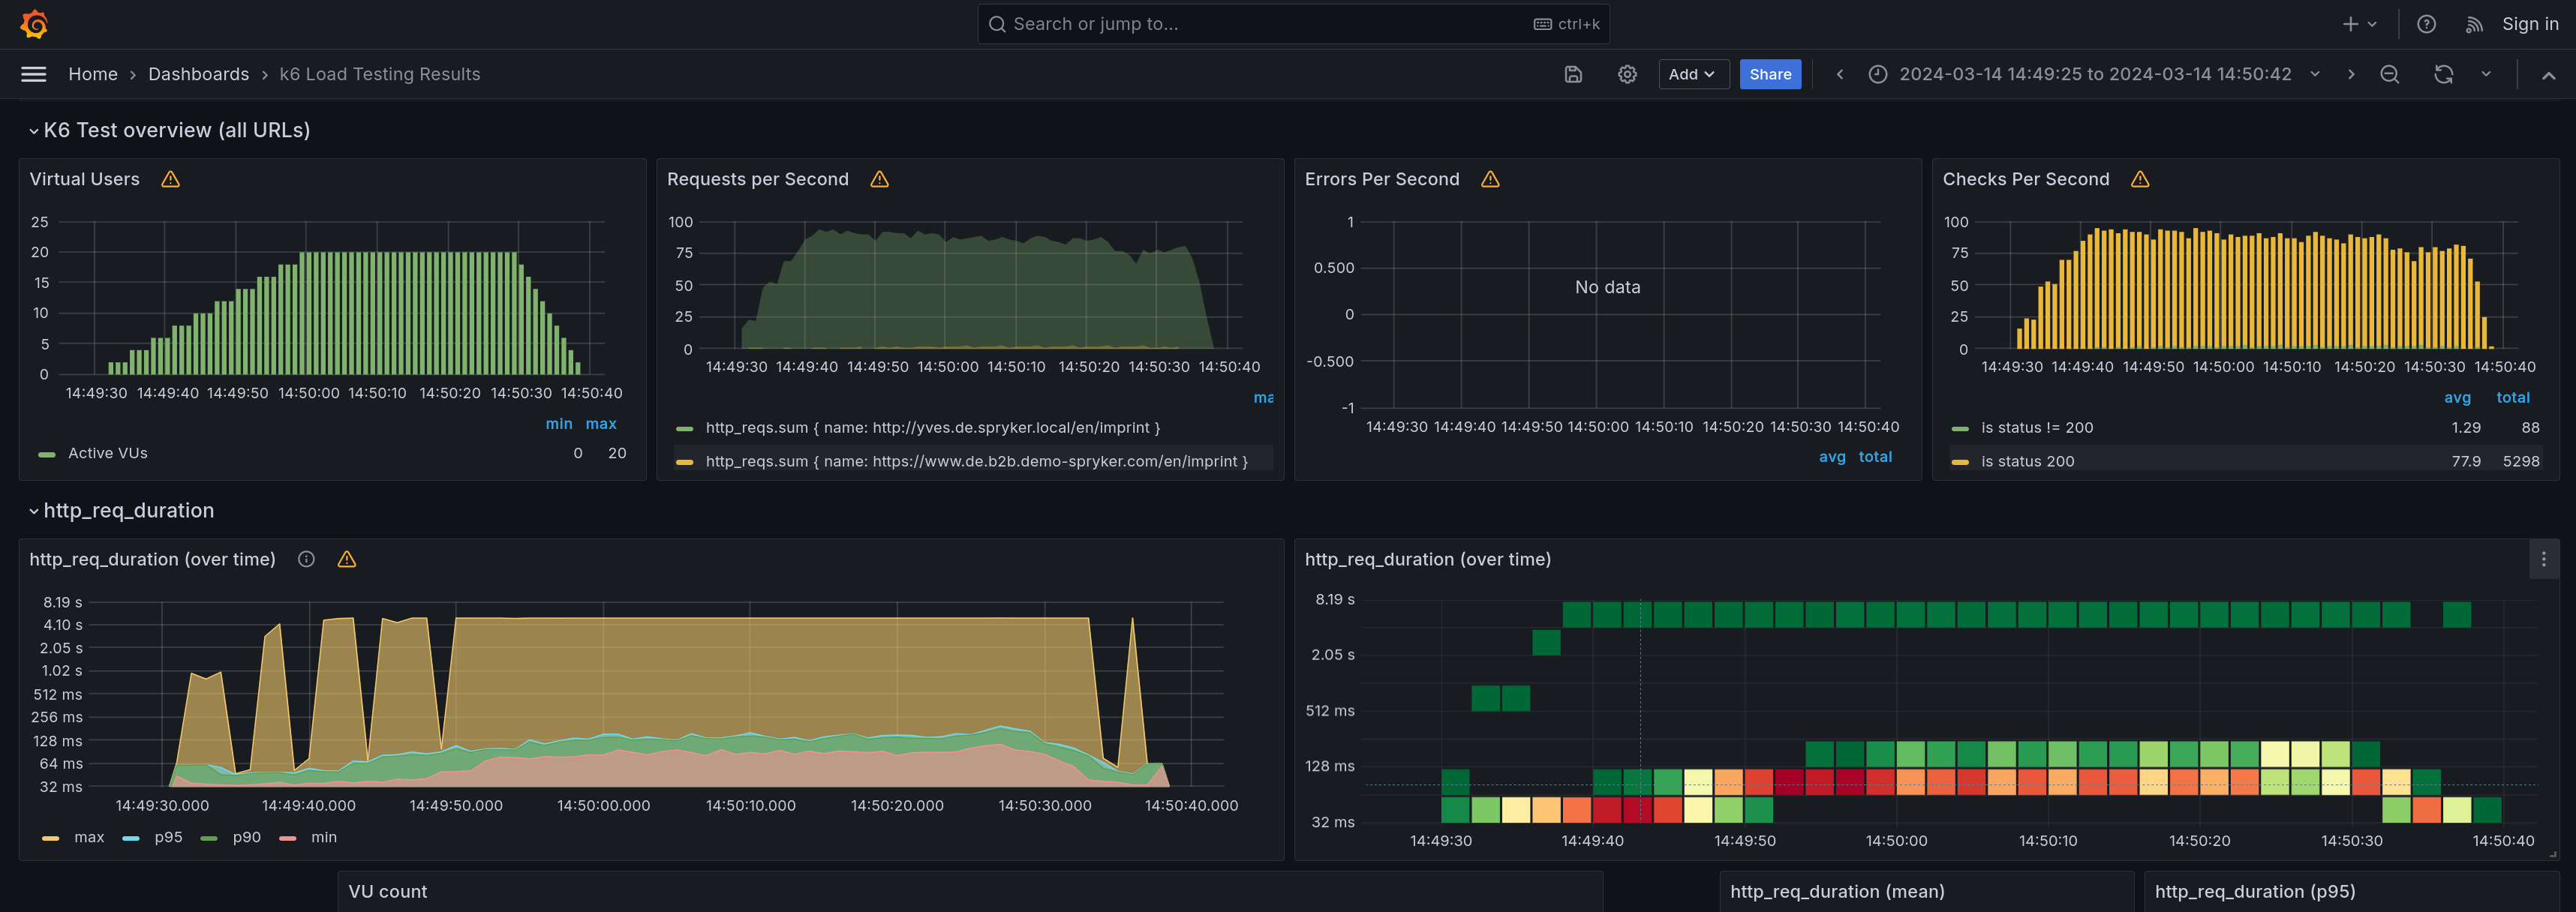 Search or jump to...
ctrl+k
Sign in
Home › Dashboards › k6 Load Testing Results
Add
Share
2024-03-14 14:49:25 to 2024-03-14 14:50:42
K6 Test overview (all URLs)
Virtual Users
25
20
15
10
5
0
14:49:30 14:49:40 14:49:50 14:50:00 14:50:10 14:50:20 14:50:30 14:50:40
min max
Active VUs 0 20
Requests per Second
100
75
50
25
0
14:49:30 14:49:40 14:49:50 14:50:00 14:50:10 14:50:20 14:50:30 14:50:40
ma
http_reqs.sum { name: http://yves.de.spryker.local/en/imprint }
http_reqs.sum { name: https://www.de.b2b.demo-spryker.com/en/imprint }
Errors Per Second
1
0.500
0
-0.500
-1
No data
14:49:30 14:49:40 14:49:50 14:50:00 14:50:10 14:50:20 14:50:30 14:50:40
avg total
Checks Per Second
100
75
50
25
0
14:49:30 14:49:40 14:49:50 14:50:00 14:50:10 14:50:20 14:50:30 14:50:40
avg total
is status != 200 1.29 88
is status 200 77.9 5298
http_req_duration
http_req_duration (over time)
8.19 s
4.10 s
2.05 s
1.02 s
512 ms
256 ms
128 ms
64 ms
32 ms
14:49:30.000 14:49:40.000 14:49:50.000 14:50:00.000 14:50:10.000 14:50:20.000 14:50:30.000 14:50:40.000
max p95 p90 min
http_req_duration (over time)
8.19 s
2.05 s
512 ms
128 ms
32 ms
14:49:30 14:49:40 14:49:50 14:50:00 14:50:10 14:50:20 14:50:30 14:50:40
VU count
http_req_duration (mean)
http_req_duration (p95)